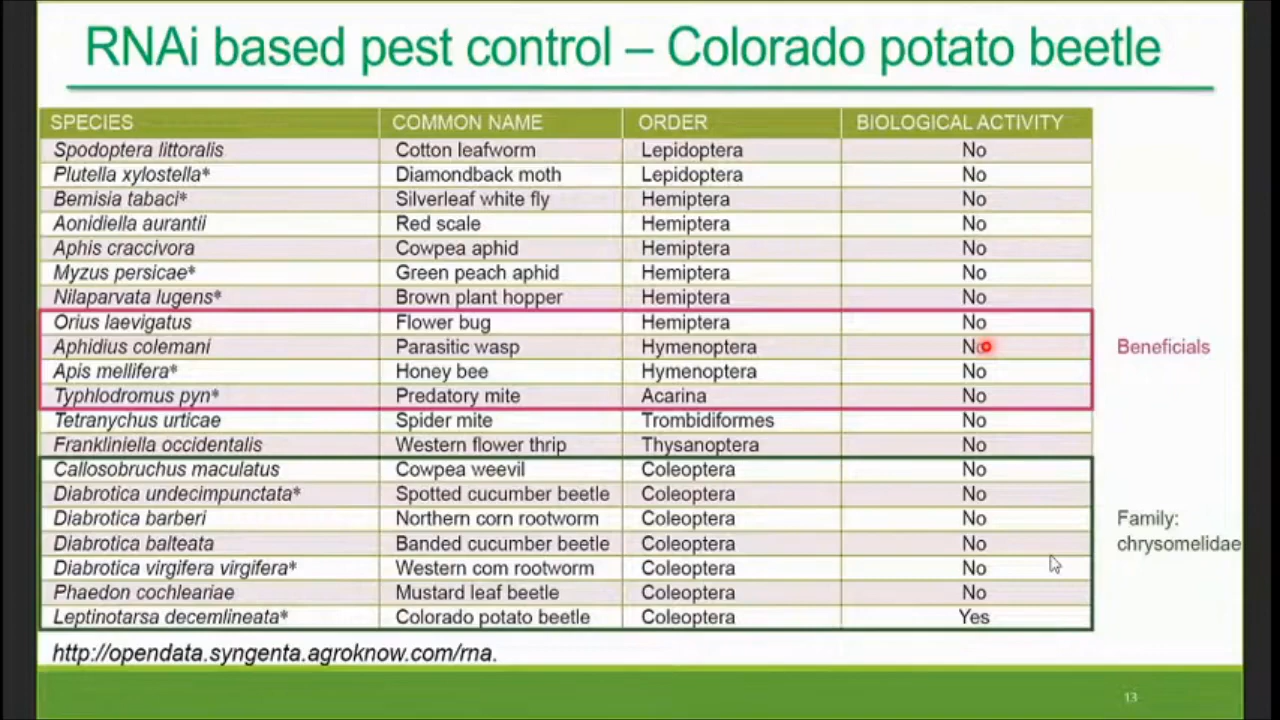 RNAi based pest control – Colorado potato beetle
SPECIES COMMON NAME ORDER BIOLOGICAL ACTIVITY
Spodoptera littoralis Cotton leafworm Lepidoptera No
Plutella xylostella* Diamondback moth Lepidoptera No
Bemisia tabaci* Silverleaf white fly Hemiptera No
Aonidiella aurantii Red scale Hemiptera No
Aphis craccivora Cowpea aphid Hemiptera No
Myzus persicae* Green peach aphid Hemiptera No
Nilaparvata lugens* Brown plant hopper Hemiptera No
Orius laevigatus Flower bug Hemiptera No
Aphidius colemani Parasitic wasp Hymenoptera No
Beneficials
Apis mellifera* Honey bee Hymenoptera No
Typhlodromus pyn* Predatory mite Acarina No
Tetranychus urticae Spider mite Trombidiformes No
Frankliniella occidentalis Western flower thrip Thysanoptera No
Callosobruchus maculatus Cowpea weevil Coleoptera No
Diabrotica undecimpunctata* Spotted cucumber beetle Coleoptera No
Diabrotica barberi Northern corn rootworm Coleoptera No
Family:
Diabrotica balteata Banded cucumber beetle Coleoptera No
chrysomelidae
Diabrotica virgifera virgifera* Western com rootworm Coleoptera No
Phaedon cochleariae Mustard leaf beetle Coleoptera No
Leptinotarsa decemlineata* Colorado potato beetle Coleoptera Yes
http://opendata.syngenta.agroknow.com/rna.
13